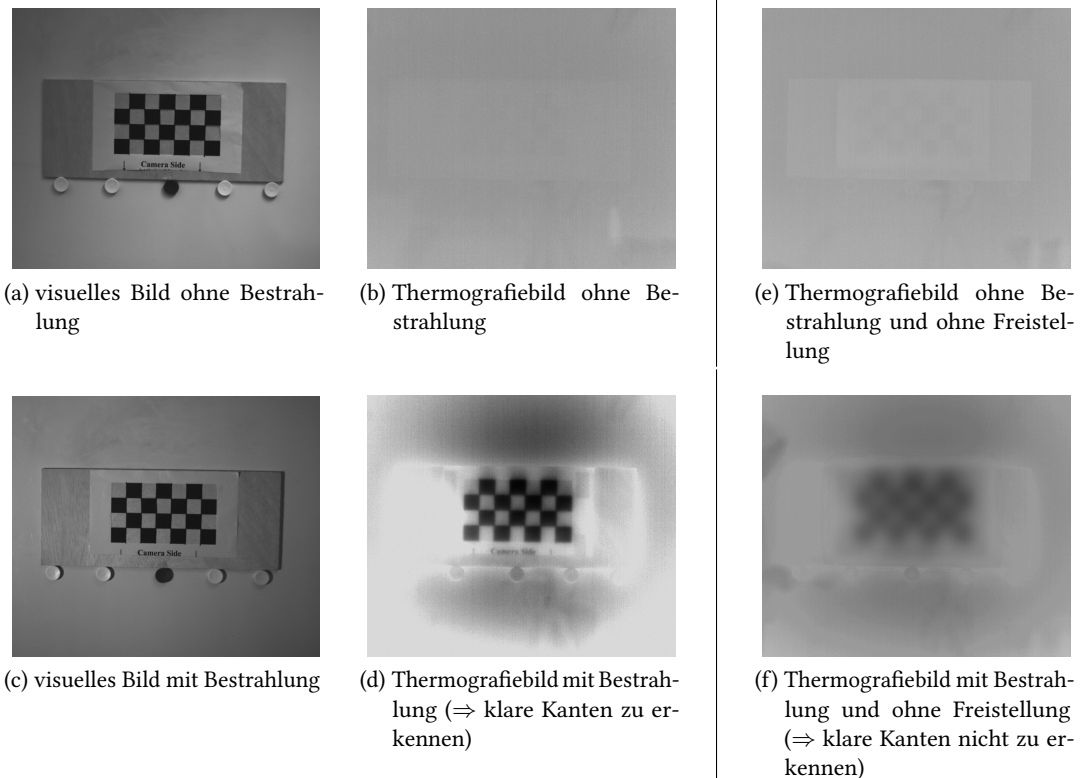 Camera Side
(a) visuelles Bild ohne Bestrah-
lung
(b) Thermografiebild ohne Be-
strahlung
(e) Thermografiebild ohne Be-
strahlung und ohne Freistel-
lung
Camera Side
Camera Side
(c) visuelles Bild mit Bestrahlung
(d) Thermografiebild mit Bestrah-
lung (⇒ klare Kanten zu er-
kennen)
(f) Thermografiebild mit Bestrah-
lung und ohne Freistellung
(⇒ klare Kanten nicht zu er-
kennen)